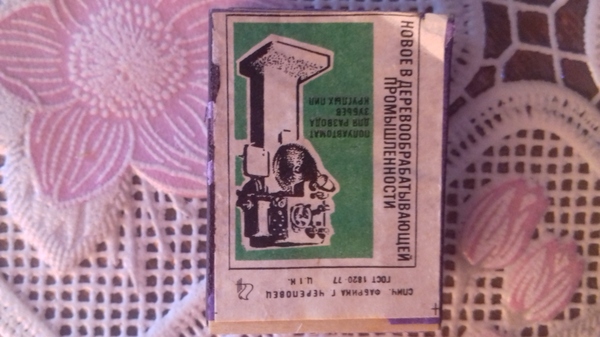 НОВОЕ В ДЕРЕВООБРАБАТЫВАЮЩЕЙ
ПРОМЫШЛЕННОСТИ
ПОЛУАВТОМАТ
ДЛЯ РАЗВОДА
ЗУБЬЕВ
КРУГЛЫХ ПИЛ
СПИЧ. ФАБРИКА Г. ЧЕРЕПОВЕЦ
ГОСТ 1820-77 Ц. 1 К.